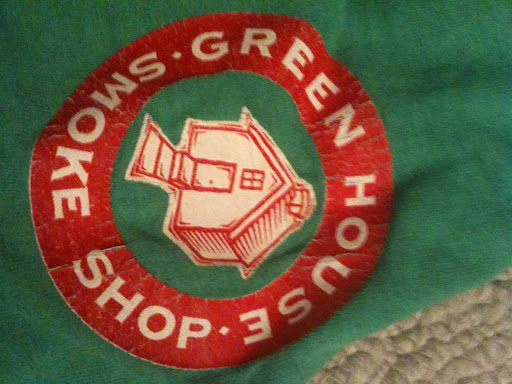 GREEN HOUSE · SMOKE SHOP ·